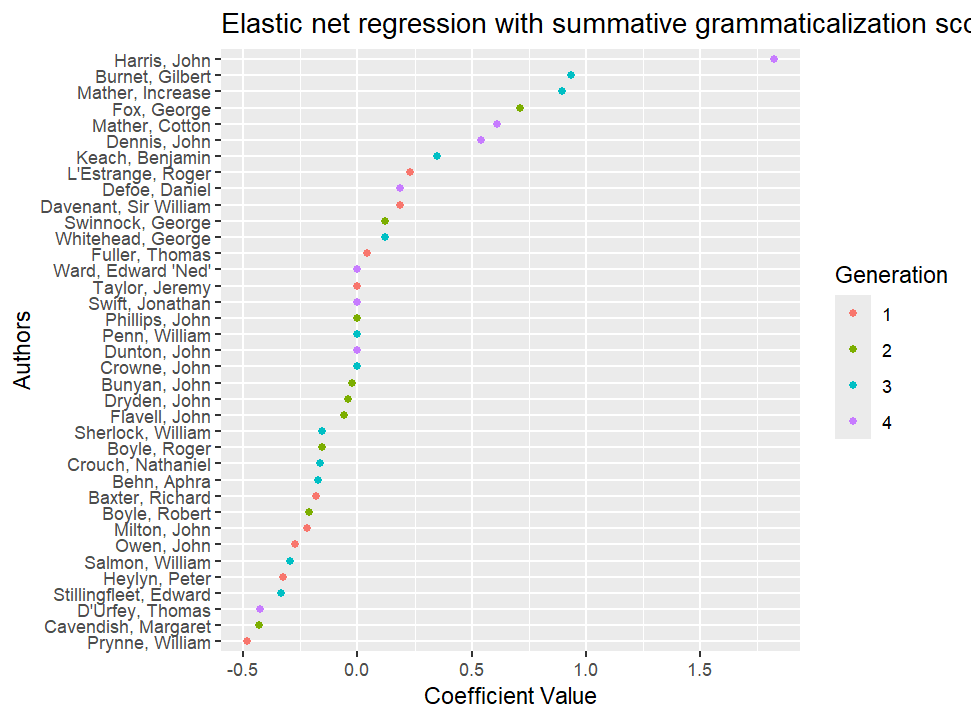 Elastic net regression with summative grammaticalization sco
Harris, John
Burnet, Gilbert
Mather, Increase
Fox, George
Mather, Cotton
Dennis, John
Keach, Benjamin
L'Estrange, Roger
Defoe, Daniel
Davenant, Sir William
Swinnock, George
Whitehead, George
Fuller, Thomas
Ward, Edward 'Ned'
Taylor, Jeremy
Swift, Jonathan
Phillips, John
Penn, William
Dunton, John
Crowne, John
Bunyan, John
Dryden, John
Flavell, John
Sherlock, William
Boyle, Roger
Crouch, Nathaniel
Behn, Aphra
Baxter, Richard
Boyle, Robert
Milton, John
Owen, John
Salmon, William
Heylyn, Peter
Stillingfleet, Edward
D'Urfey, Thomas
Cavendish, Margaret
Prynne, William
Authors
-0.5 0.0 0.5 1.0 1.5
Coefficient Value
Generation
1
2
3
4